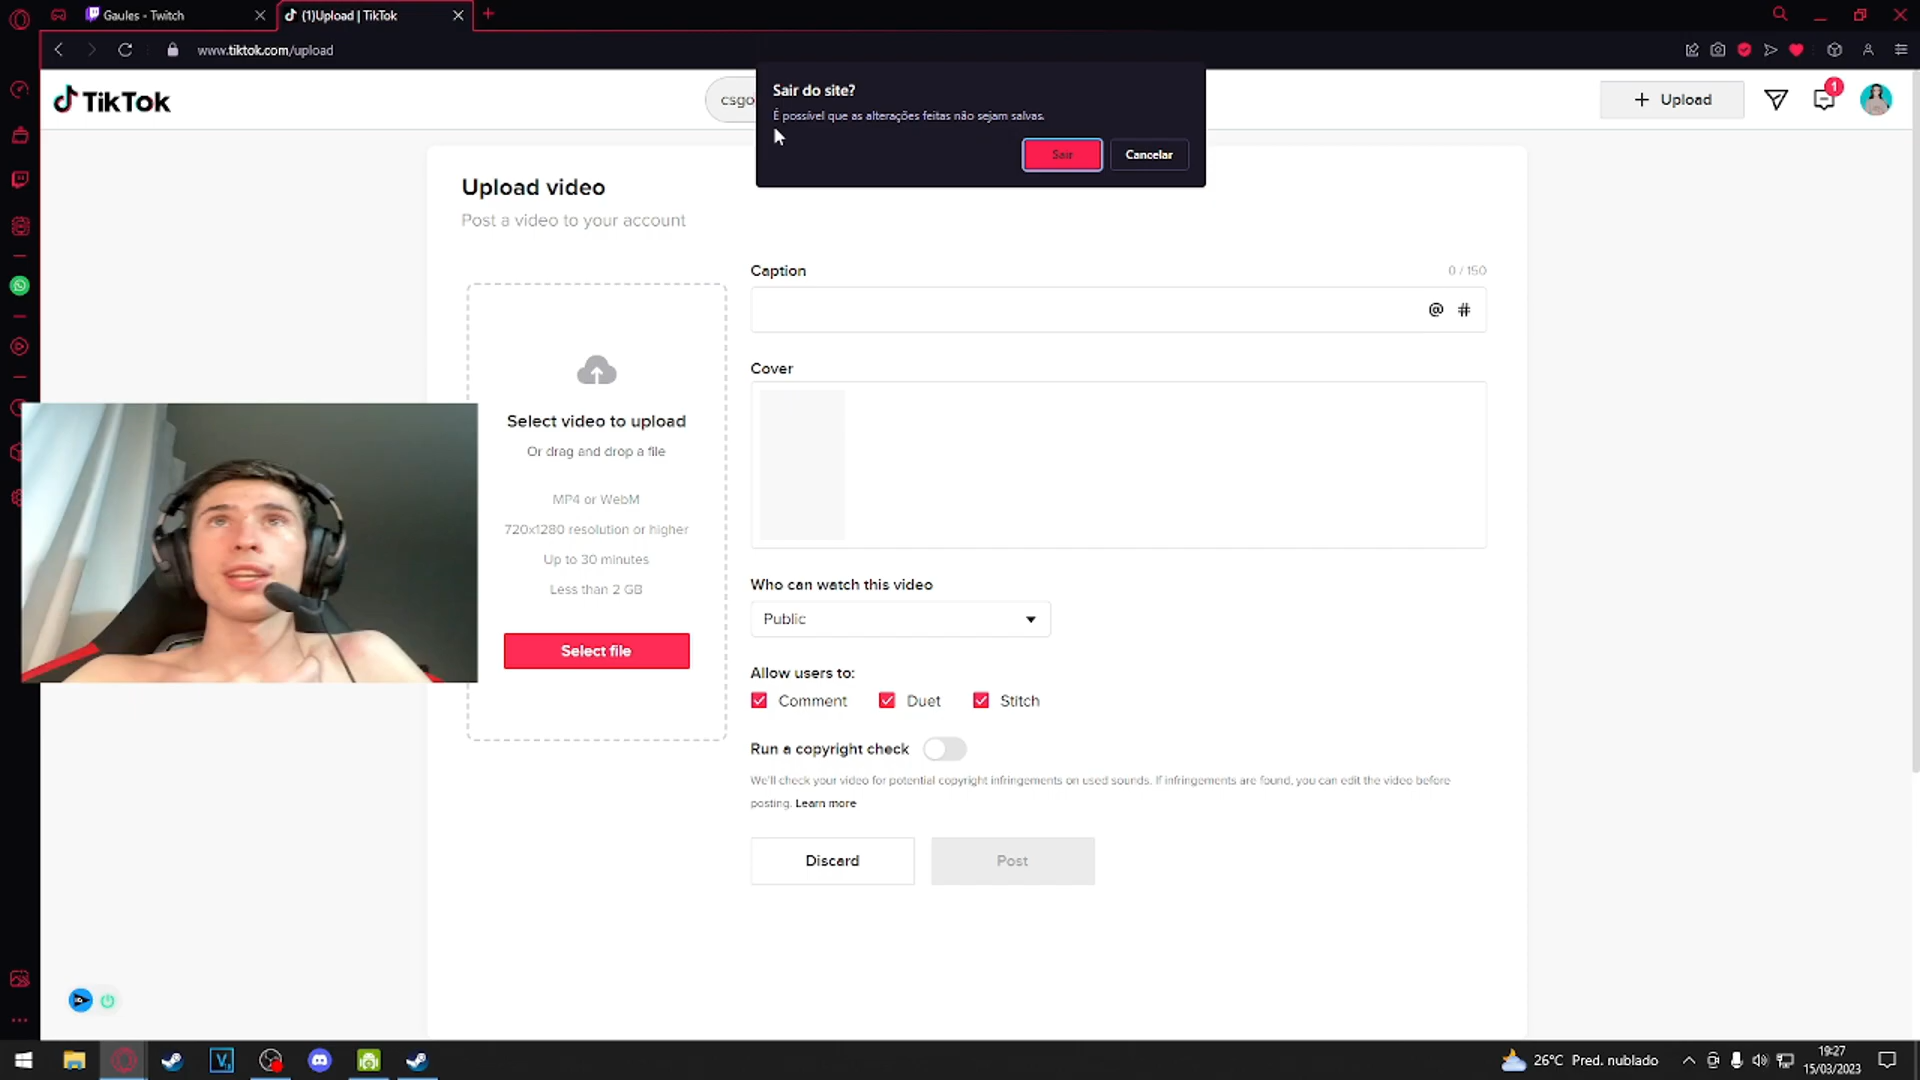 Gaules - Twitch
(1)Upload | TikTok
www.tiktok.com/upload
TikTok
csgo
Sair do site?
É possível que as alterações feitas não sejam salvas.
Sair
Cancelar
Upload
1
Upload video
Post a video to your account
Caption
0 / 150
@ #
Select video to upload
Or drag and drop a file
MP4 or WebM
720x1280 resolution or higher
Up to 30 minutes
Less than 2 GB
Select file
Cover
Who can watch this video
Public
Allow users to:
Comment
Duet
Stitch
Run a copyright check
We'll check your video for potential copyright infringements on used sounds. If infringements are found, you can edit the video before
posting. Learn more
Discard
Post
26°C Pred. nublado
19:27
15/03/2023